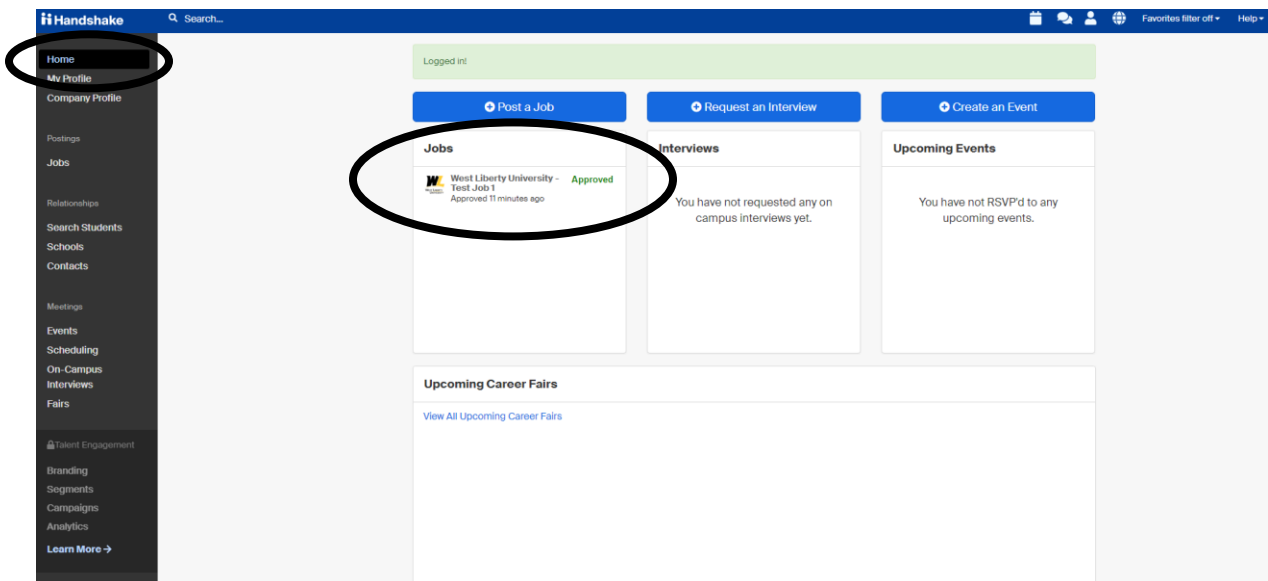 Handshake
Search...
Favorites filter off
Help
Home
My Profile
Company Profile
Postings
Jobs
Relationships
Search Students
Schools
Contacts
Meetings
Events
Scheduling
On-Campus
Interviews
Fairs
Talent Engagement
Branding
Segments
Campaigns
Analytics
Learn More →
Logged in!
Post a Job
Request an Interview
Create an Event
Jobs
WL West Liberty University - Approved
Test Job 1
Approved 11 minutes ago
Interviews
You have not requested any on
campus interviews yet.
Upcoming Events
You have not RSVP'd to any
upcoming events.
Upcoming Career Fairs
View All Upcoming Career Fairs